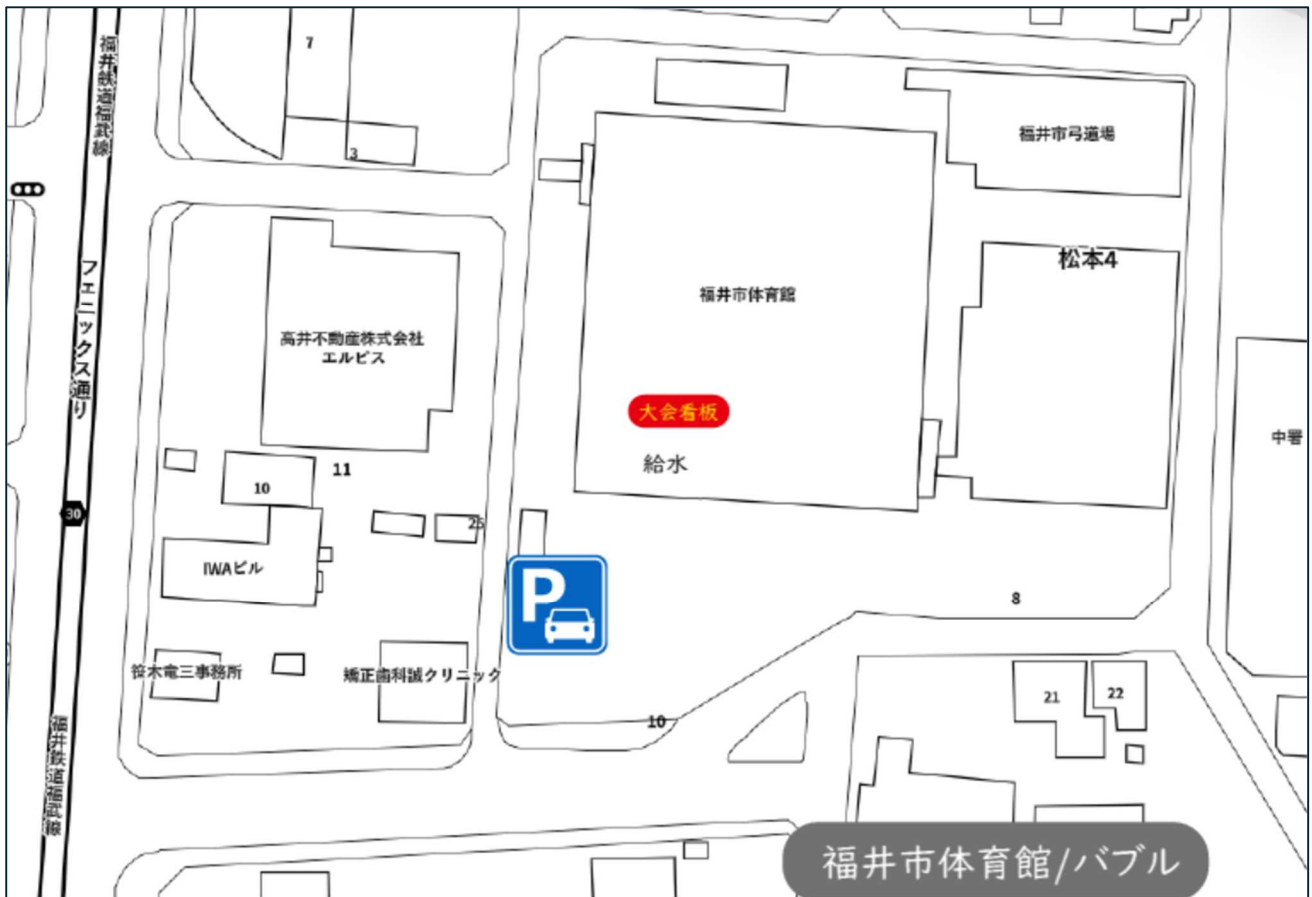 福井鉄道福武線
7
3
福井市弓道場
松本4
フェニックス通り
福井市体育館
高井不動産株式会社
エルビス
大会看板
中署
給水
11
10
25
30
IWAビル
P
8
笹木竜三事務所
矯正歯科誠クリニック
21
22
10
福井鉄道福武線
福井市体育館/バブル